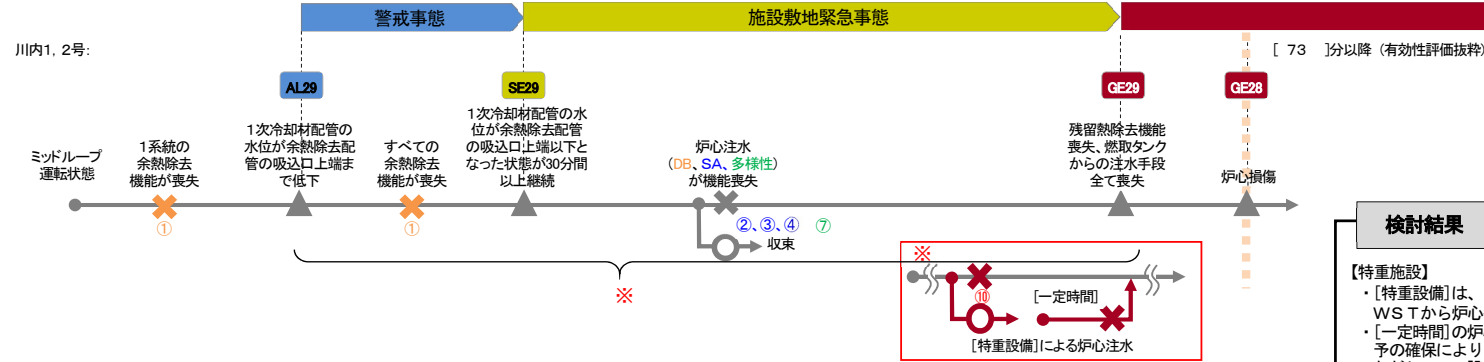 警戒事態
施設敷地緊急事態
川内1, 2号:
[ 73 ]分以降 (有効性評価抜粋)
AL29
SE29
GE29
GE28
ミッドループ
運転状態
1系統の
余熱除去
機能が喪失
1次冷却材配管の
水位が余熱除去配
管の吸込口上端ま
で低下
すべての
余熱除去
機能が喪失
1次冷却材配管の水
位が余熱除去配管
の吸込口上端以下と
なった状態が30分間
以上継続
炉心注水
(DB、SA、多様性)
が機能喪失
残留熱除去機能
喪失、燃取タンク
からの注水手段
全て喪失
炉心損傷
①
①
②、③、④ ⑦
収束
※
※
⑩
[一定時間]
[特重設備]による炉心注水
検討結果
【特重施設】
・[特重設備]は、
WSTから炉心
・[一定時間]の炉
予の確保により